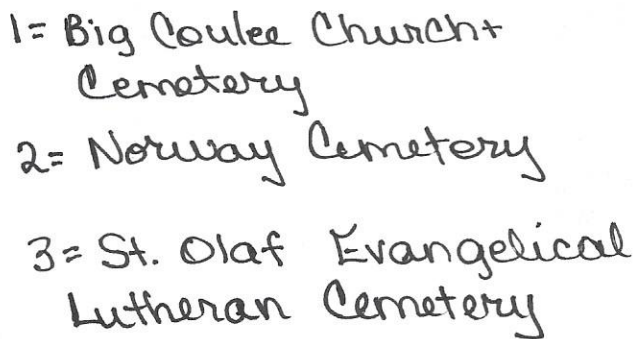 1= Big Coulee Church+
Cemetery
2= Norway Cemetery
3= St. Olaf Evangelical
Lutheran Cemetery